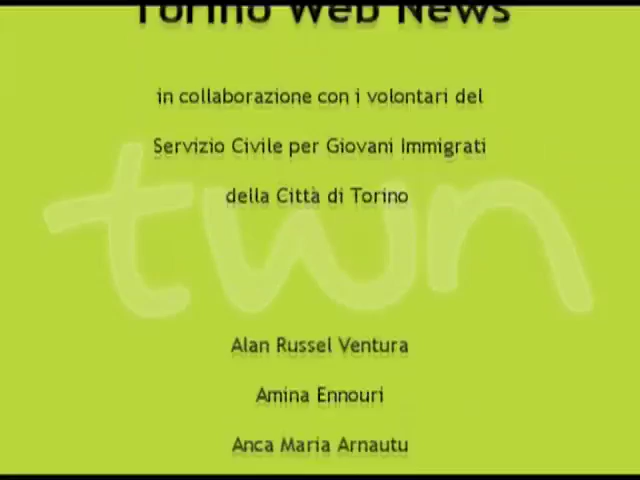 Torino Web News
in collaborazione con i volontari del
Servizio Civile per Giovani Immigrati
della Città di Torino
twn
Alan Russel Ventura
Amina Ennouri
Anca Maria Arnautu